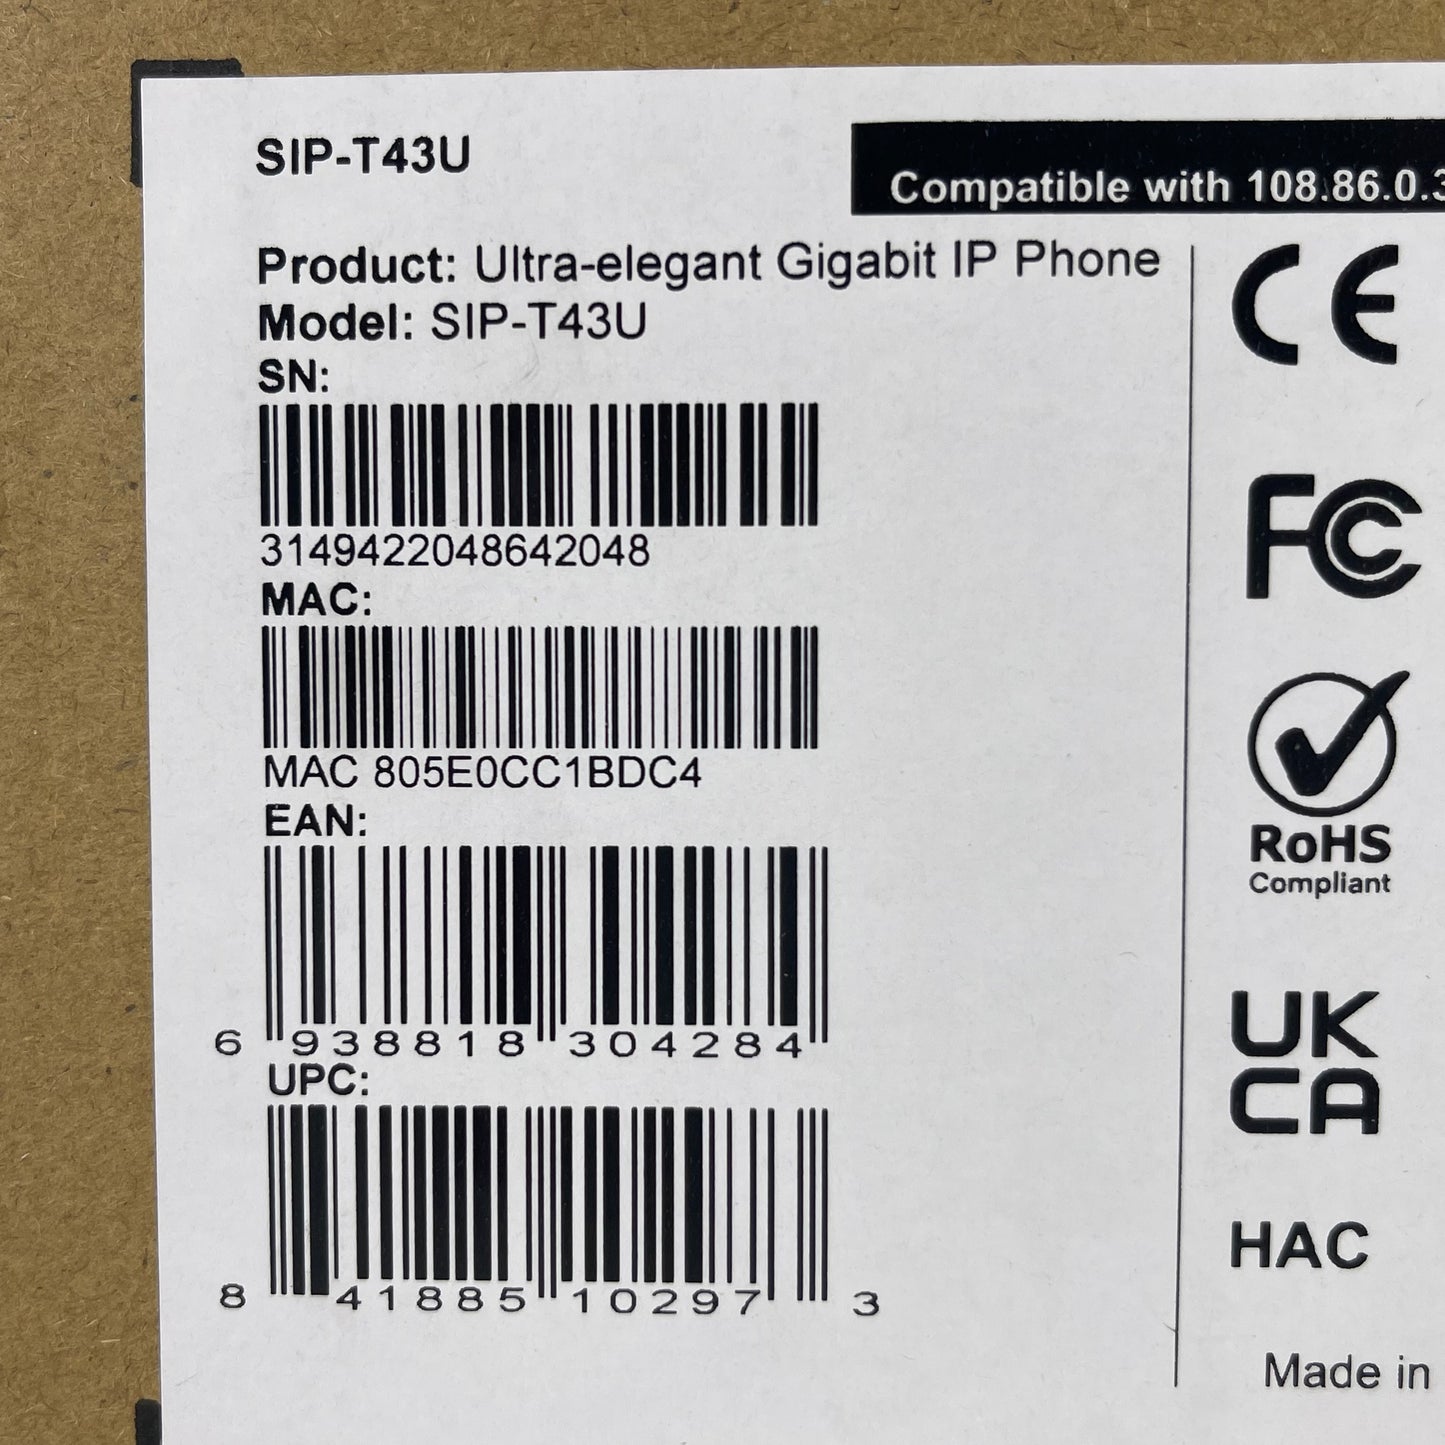 SIP-T43U
Compatible with 108.86.0.3
Product: Ultra-elegant Gigabit IP Phone
Model: SIP-T43U
SN:
3149422048642048
MAC:
MAC 805E0CC1BDC4
EAN:
6 938818 304284
UPC:
8 41885 10297 3
CE
FC
RoHS
Compliant
UK
CA
HAC
Made in